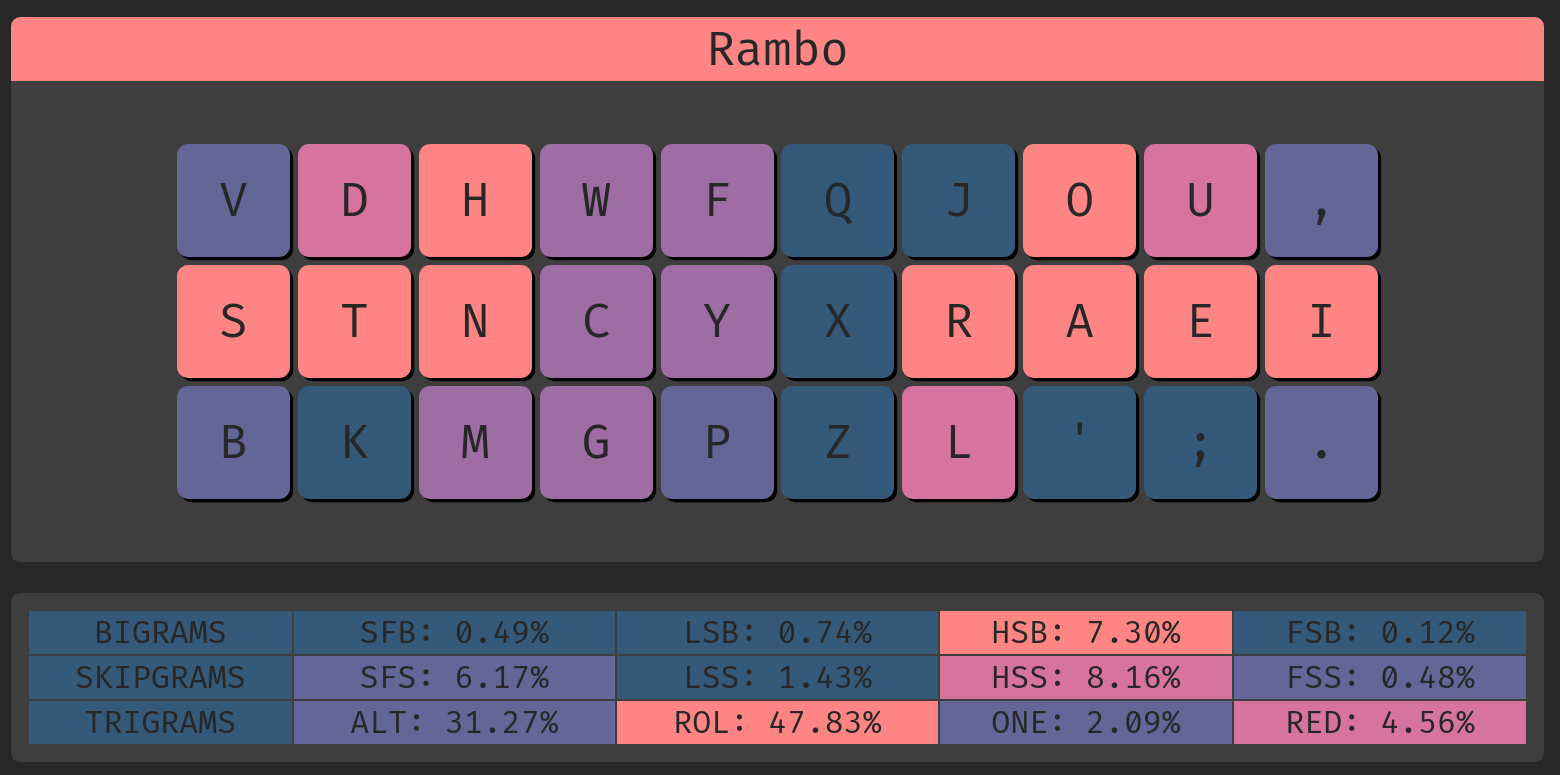 Rambo
V D H W F Q J O U ,
S T N C Y X R A E I
B K M G P Z L ' ; .
BIGRAMS SFB: 0.49% LSB: 0.74% HSB: 7.30% FSB: 0.12%
SKIPGRAMS SFS: 6.17% LSS: 1.43% HSS: 8.16% FSS: 0.48%
TRIGRAMS ALT: 31.27% ROL: 47.83% ONE: 2.09% RED: 4.56%